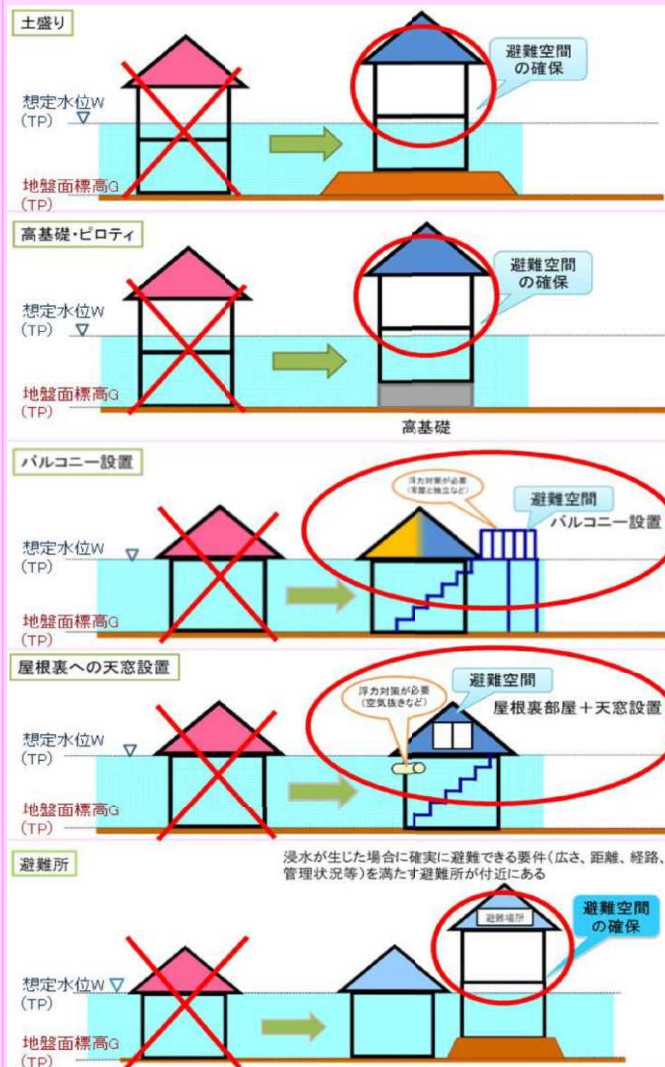 土盛り
避難空間
の確保
想定水位W
(TP)
地盤面標高G
(TP)
高基礎・ピロティ
避難空間
の確保
想定水位W
(TP)
地盤面標高G
(TP)
高基礎
バルコニー設置
浮力対策が必要
避難空間
バルコニー設置
想定水位W
(TP)
地盤面標高G
(TP)
屋根裏への天窓設置
浮力対策が必要
(空気抜きなど)
避難空間
屋根裏部屋+天窓設置
想定水位W
(TP)
地盤面標高G
(TP)
避難所
浸水が生じた場合に確実に避難できる要件(広さ、距離、経路、
管理状況等)を満たす避難所が付近にある
避難場所
避難空間
の確保
想定水位W
(TP)
地盤面標高G
(TP)